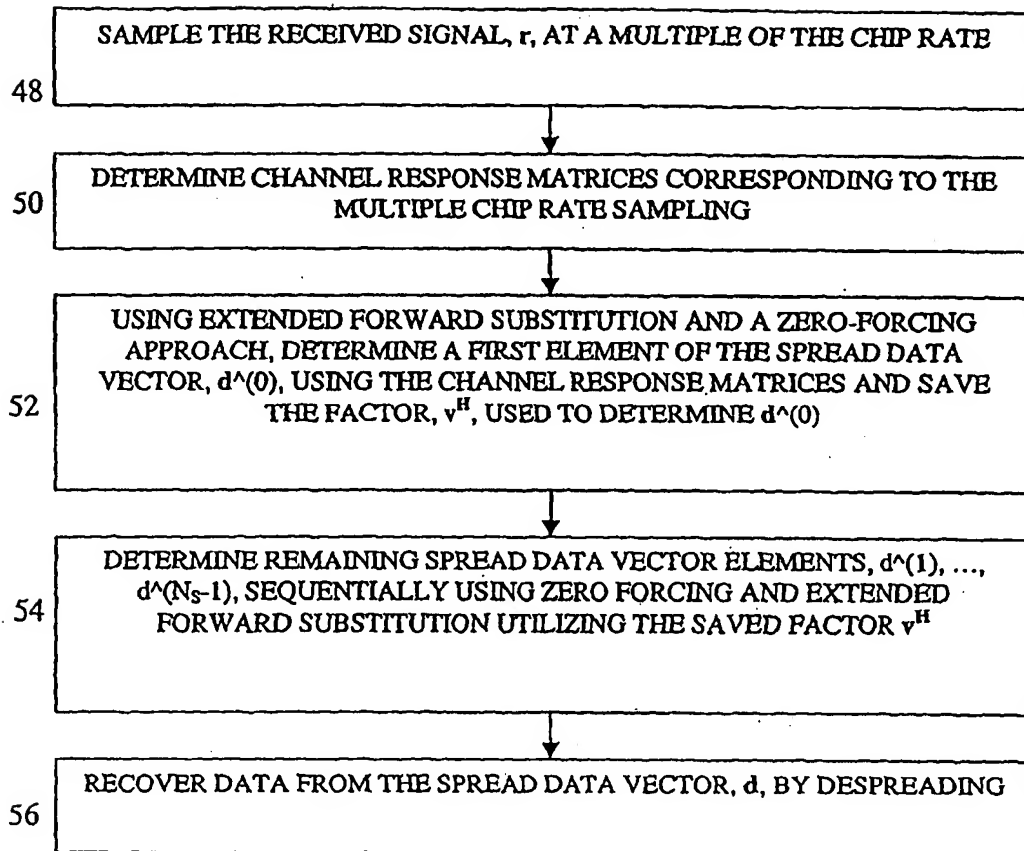 SAMPLE THE RECEIVED SIGNAL, r, AT A MULTIPLE OF THE CHIP RATE
48
DETERMINE CHANNEL RESPONSE MATRICES CORRESPONDING TO THE
MULTIPLE CHIP RATE SAMPLING
50
USING EXTENDED FORWARD SUBSTITUTION AND A ZERO-FORCING
APPROACH, DETERMINE A FIRST ELEMENT OF THE SPREAD DATA
VECTOR, d^(0), USING THE CHANNEL RESPONSE MATRICES AND SAVE
THE FACTOR, vᴴ, USED TO DETERMINE d^(0)
52
DETERMINE REMAINING SPREAD DATA VECTOR ELEMENTS, d^(1), ...,
d^(Nₛ-1), SEQUENTIALLY USING ZERO FORCING AND EXTENDED
FORWARD SUBSTITUTION UTILIZING THE SAVED FACTOR vᴴ
54
RECOVER DATA FROM THE SPREAD DATA VECTOR, d, BY DESPREADING
56